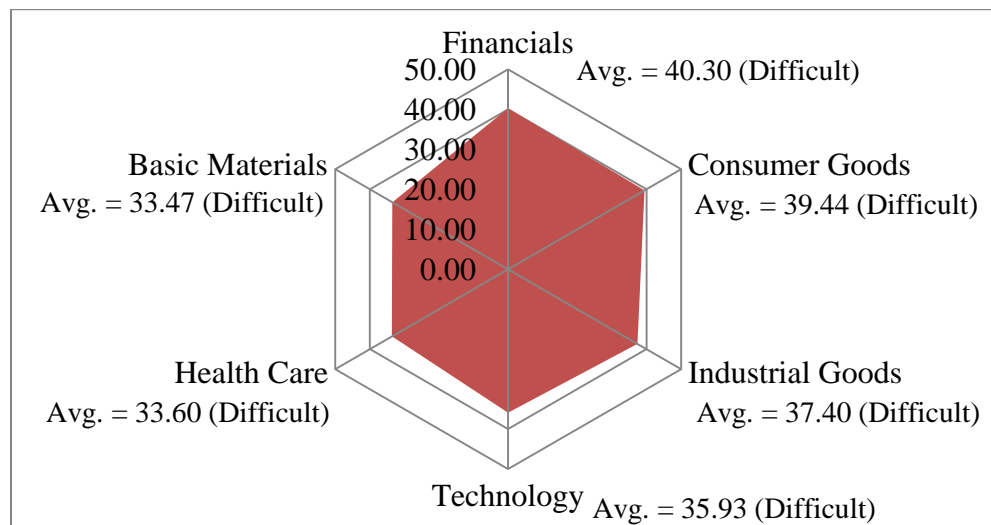 Financials
Avg. = 40.30 (Difficult)
50.00
40.00
30.00
20.00
10.00
0.00
Consumer Goods
Avg. = 39.44 (Difficult)
Industrial Goods
Avg. = 37.40 (Difficult)
Technology
Avg. = 35.93 (Difficult)
Health Care
Avg. = 33.60 (Difficult)
Basic Materials
Avg. = 33.47 (Difficult)